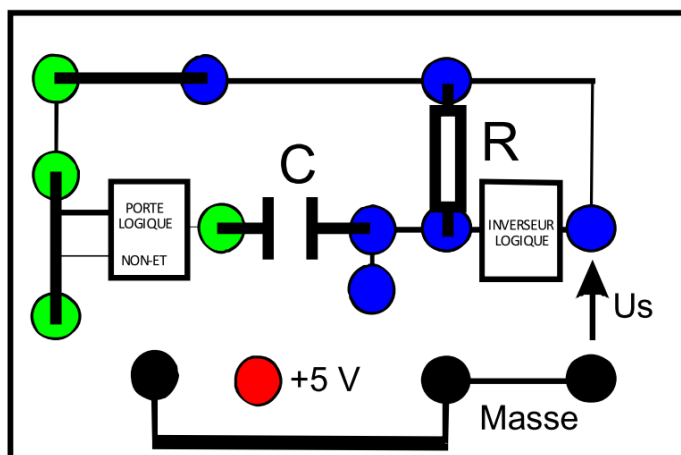 C
R
PORTE
LOGIQUE
NON-ET
INVERSEUR
LOGIQUE
Us
+5 V
Masse